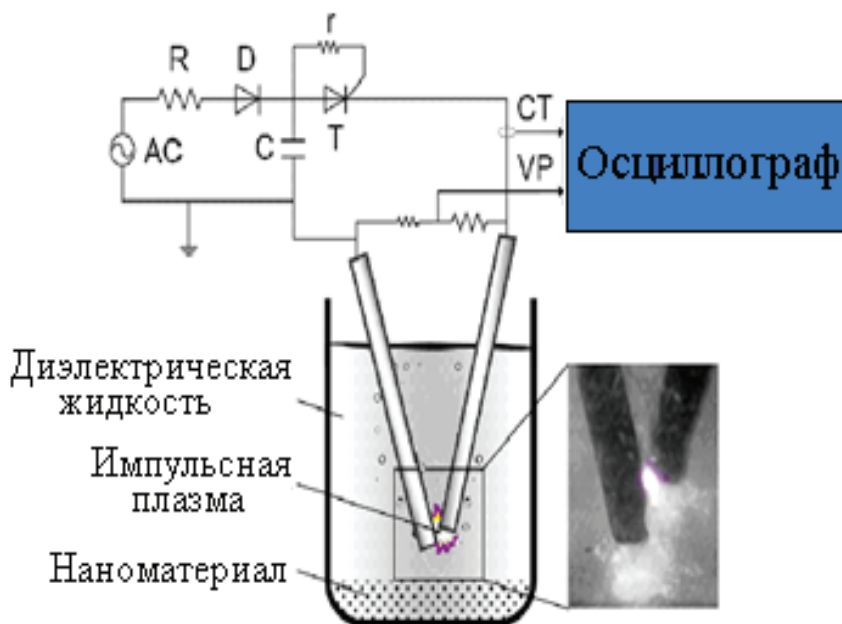 r
R
D
CT
AC
C
T
VP
Осциллограф
Диэлектрическая
жидкость
Импульсная
плазма
Наноматериал